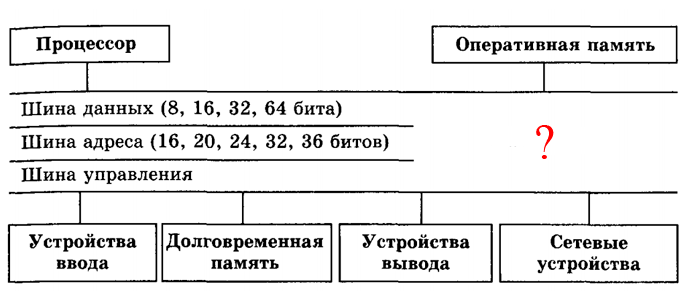 Процессор
Оперативная память
Шина данных (8, 16, 32, 64 бита)
Шина адреса (16, 20, 24, 32, 36 битов)
?
Шина управления
Устройства
ввода
Долговременная
память
Устройства
вывода
Сетевые
устройства